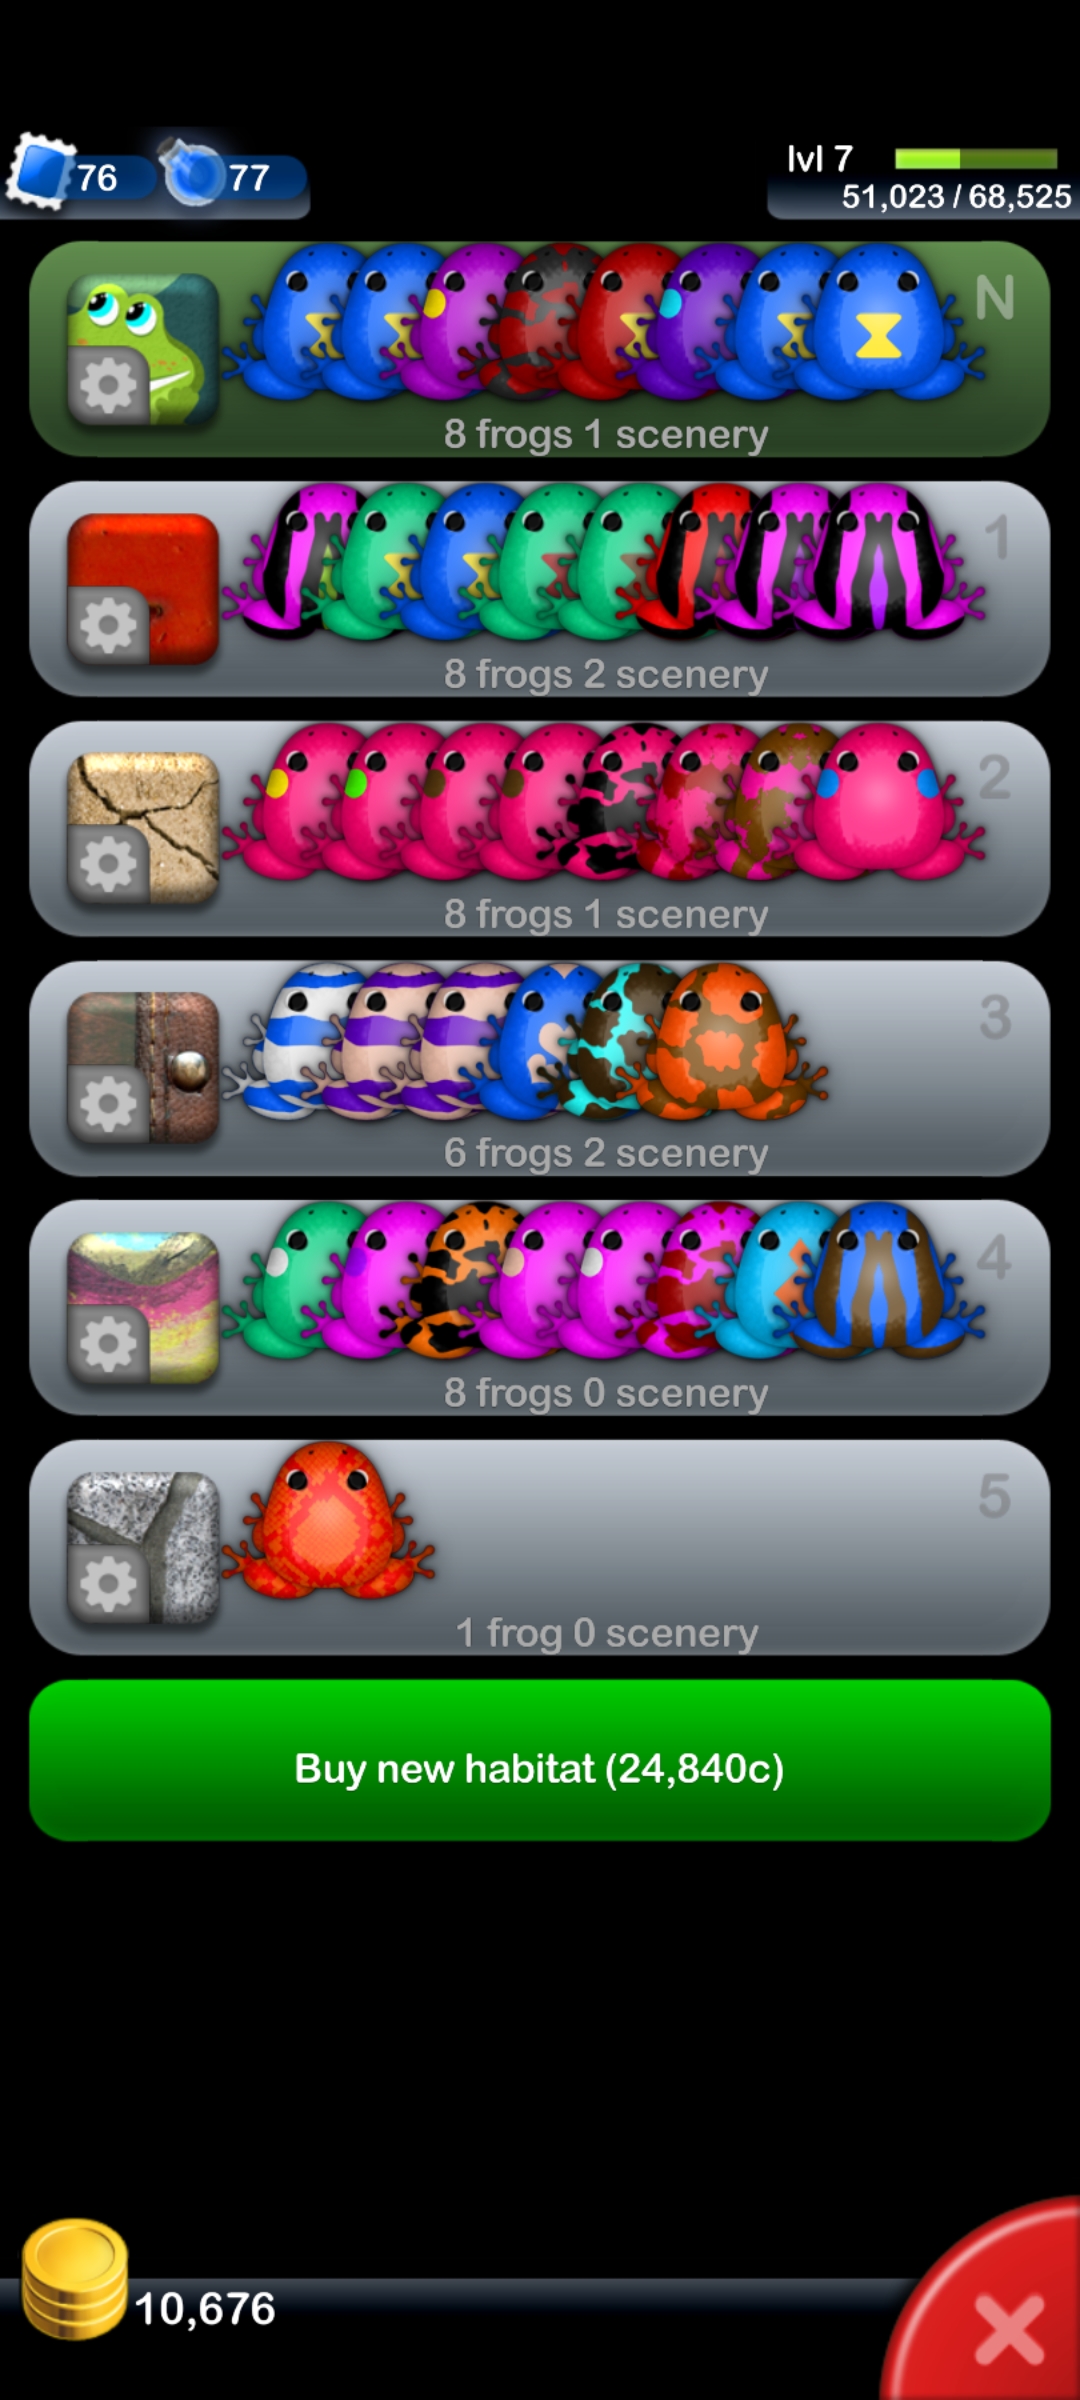 76
77
lvl 7
51,023 / 68,525
N
8 frogs 1 scenery
1
8 frogs 2 scenery
2
8 frogs 1 scenery
3
6 frogs 2 scenery
4
8 frogs 0 scenery
5
1 frog 0 scenery
Buy new habitat (24,840c)
10,676